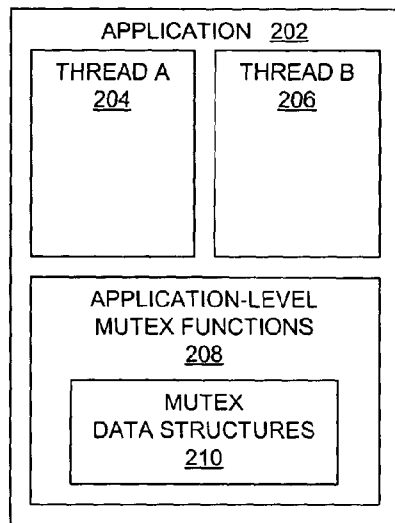 APPLICATION 202
THREAD A
204
THREAD B
206
APPLICATION-LEVEL
MUTEX FUNCTIONS
208
MUTEX
DATA STRUCTURES
210